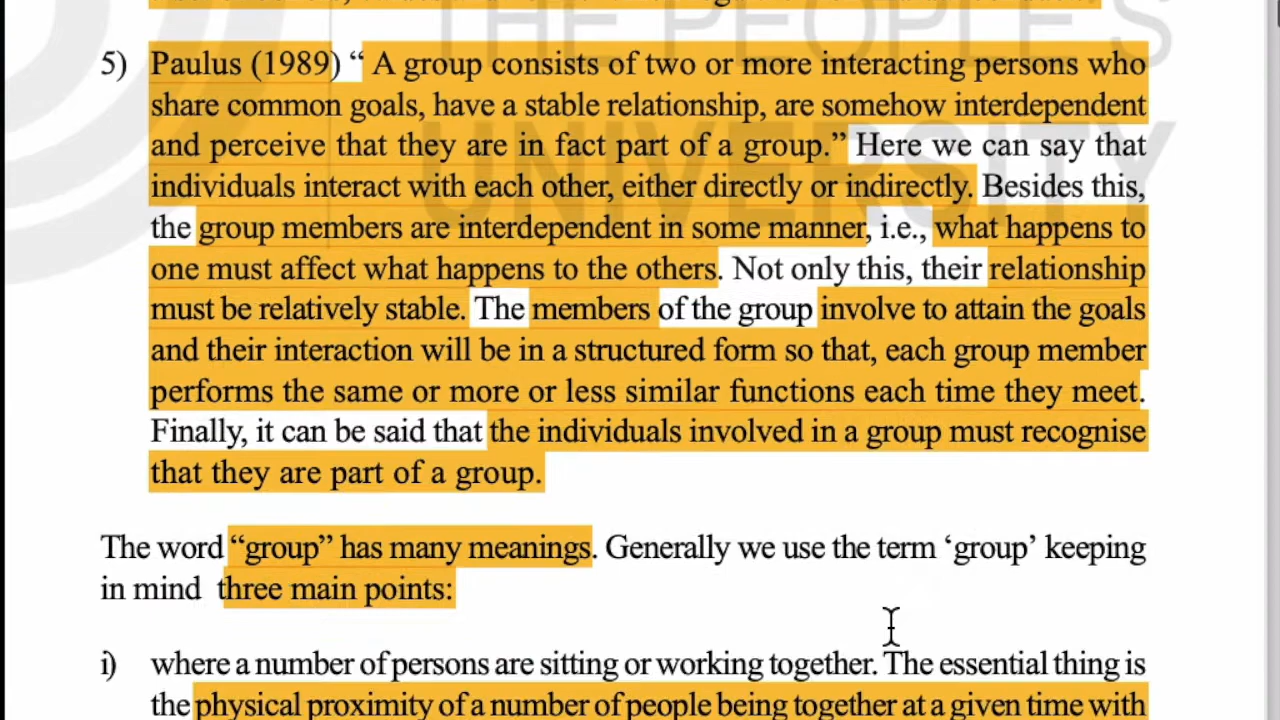 THE PEOPLE'S
UNIVERSITY
5) Paulus (1989) “ A group consists of two or more interacting persons who
share common goals, have a stable relationship, are somehow interdependent
and perceive that they are in fact part of a group.” Here we can say that
individuals interact with each other, either directly or indirectly. Besides this,
the group members are interdependent in some manner, i.e., what happens to
one must affect what happens to the others. Not only this, their relationship
must be relatively stable. The members of the group involve to attain the goals
and their interaction will be in a structured form so that, each group member
performs the same or more or less similar functions each time they meet.
Finally, it can be said that the individuals involved in a group must recognise
that they are part of a group.
The word “group” has many meanings. Generally we use the term ‘group’ keeping
in mind three main points:
i) where a number of persons are sitting or working together. The essential thing is
the physical proximity of a number of people being together at a given time with